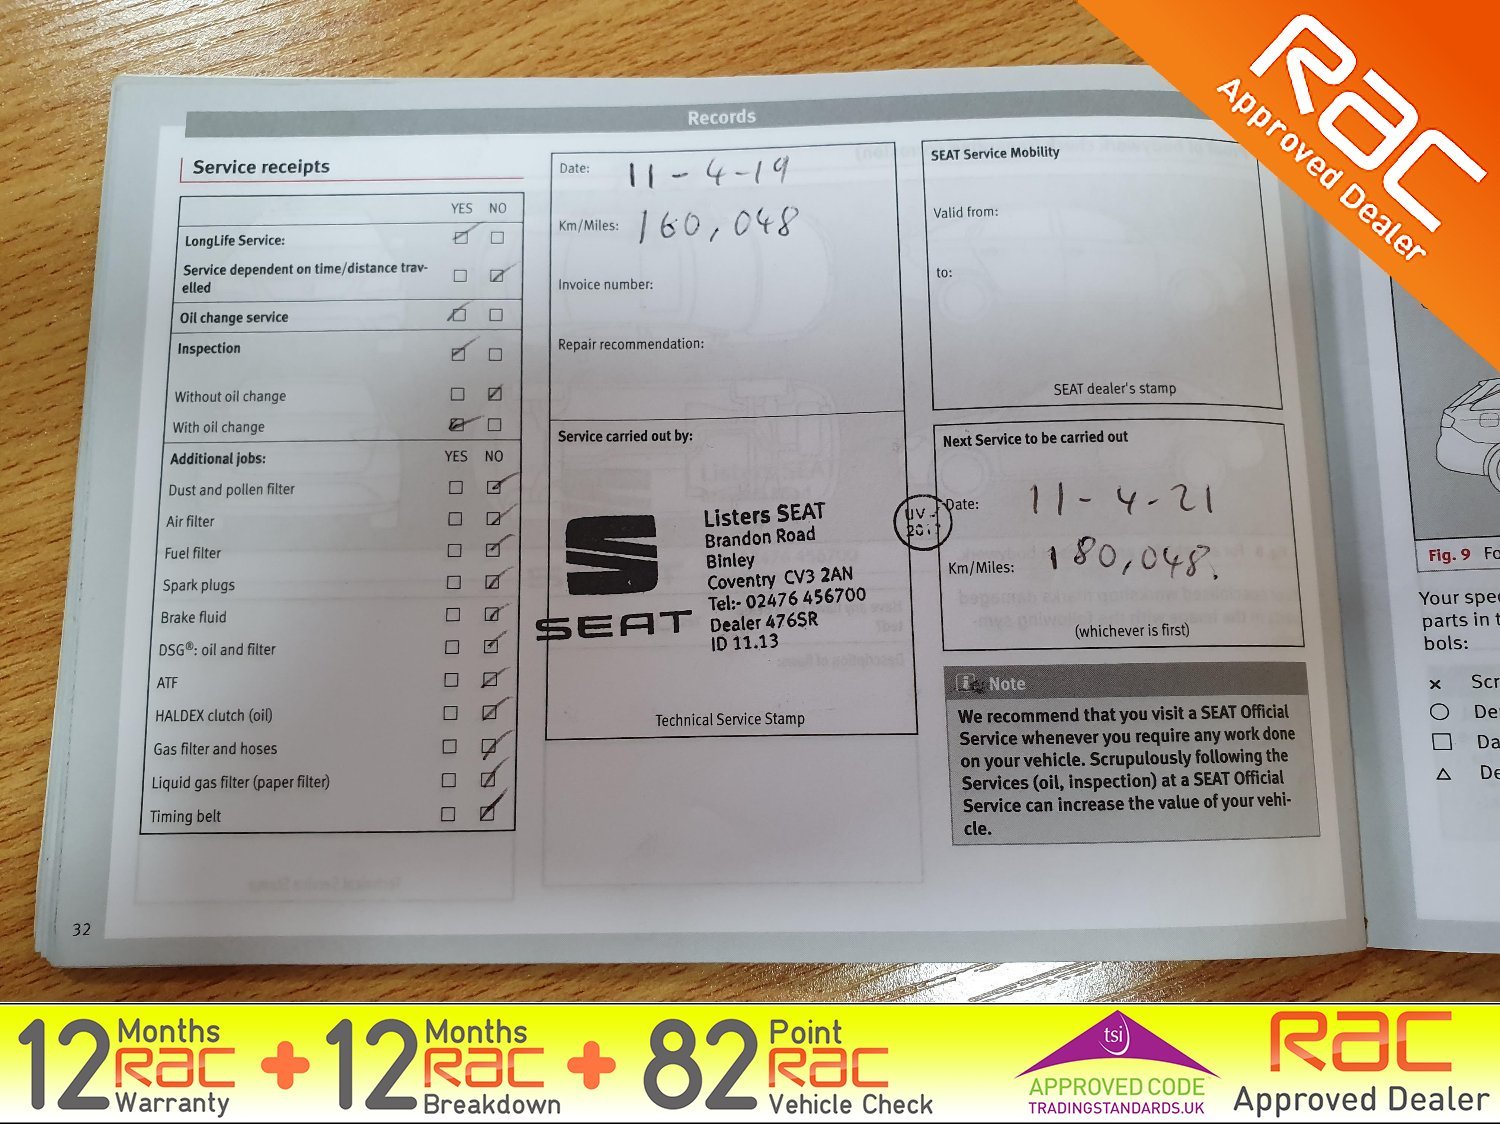 Records
Service receipts
YES NO
LongLife Service:
Service dependent on time/distance trav-
elled
Oil change service
Inspection
Without oil change
With oil change
Additional jobs: YES NO
Dust and pollen filter
Air filter
Fuel filter
Spark plugs
Brake fluid
DSG®: oil and filter
ATF
HALDEX clutch (oil)
Gas filter and hoses
Liquid gas filter (paper filter)
Timing belt
32
Date: 11-4-19
Km/Miles: 160,048
Invoice number:
Repair recommendation:
Service carried out by:
SEAT
Listers SEAT
Brandon Road
Binley
Coventry CV3 2AN
Tel:- 02476 456700
Dealer 476SR
ID 11.13
Technical Service Stamp
SEAT Service Mobility
Valid from:
to:
SEAT dealer's stamp
Next Service to be carried out
Date: 11-4-21
Km/Miles: 180,048.
(whichever is first)
i Note
We recommend that you visit a SEAT Official
Service whenever you require any work done
on your vehicle. Scrupulously following the
Services (oil, inspection) at a SEAT Official
Service can increase the value of your vehi-
cle.
Fig. 9
parts in
bols:
RAC
Approved Dealer
12 Months RAC Warranty + 12 Months RAC Breakdown + 82 Point RAC Vehicle Check
tsi
APPROVED CODE
TRADINGSTANDARDS.UK
RAC
Approved Dealer